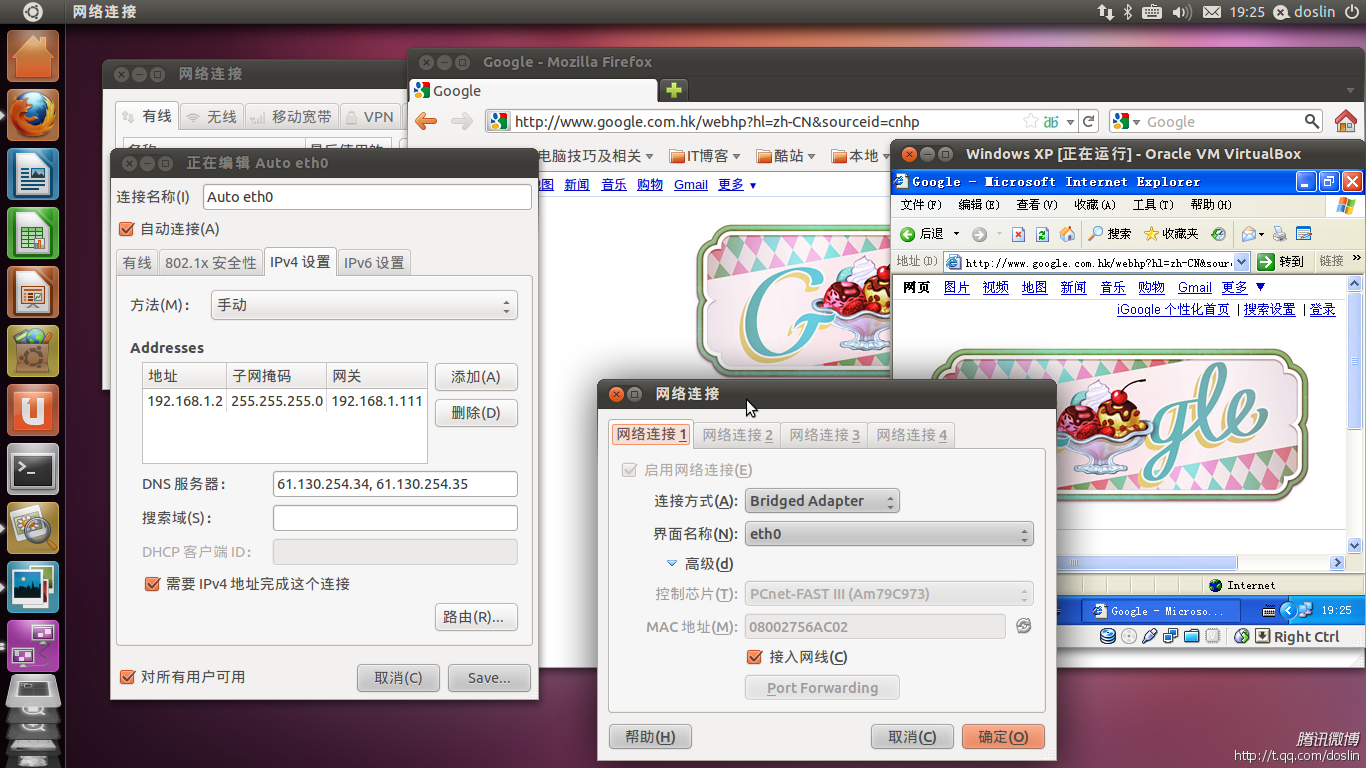 网络连接
19:25
doslin
网络连接
有线
无线
移动宽带
VPN
Google - Mozilla Firefox
Google
http://www.google.com.hk/webhp?hl=zh-CN&sourceid=cnhp
Google
电脑技巧及相关
IT博客
酷站
本地
新闻 音乐 购物 Gmail 更多 ▼
正在编辑 Auto eth0
连接名称(I) Auto eth0
自动连接(A)
有线
802.1x 安全性
IPv4 设置
IPv6 设置
方法(M)：
手动
Addresses
地址
子网掩码
网关
192.168.1.2
255.255.255.0
192.168.1.111
添加(A)
删除(D)
DNS 服务器：
61.130.254.34, 61.130.254.35
搜索域(S)：
DHCP 客户端 ID：
需要 IPv4 地址完成这个连接
路由(R)...
对所有用户可用
取消(C)
Save...
Windows XP [正在运行] - Oracle VM VirtualBox
Google - Microsoft Internet Explorer
文件(F) 编辑(E) 查看(V) 收藏(A) 工具(T) 帮助(H)
后退
搜索
收藏夹
地址(D)
http://www.google.com.hk/webhp?hl=zh-CN&sour
转到
链接 »
网页 图片 视频 地图 新闻 音乐 购物 Gmail 更多 ▼
iGoogle 个性化首页 | 搜索设置 | 登录
G
gle
Internet
Google - Microso...
19:25
Right Ctrl
网络连接
网络连接 1
网络连接 2
网络连接 3
网络连接 4
启用网络连接(E)
连接方式(A):
Bridged Adapter
界面名称(N):
eth0
高级(d)
控制芯片(T):
PCnet-FAST III (Am79C973)
MAC 地址(M):
08002756AC02
接入网线(C)
Port Forwarding
帮助(H)
取消(C)
确定(O)
腾讯微博
http://t.qq.com/doslin